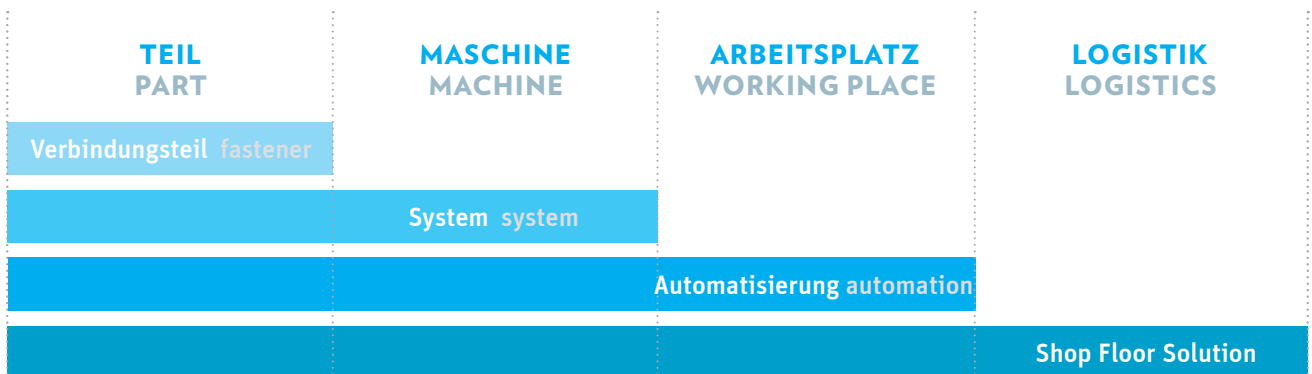 TEIL
PART
MASCHINE
MACHINE
ARBEITSPLATZ
WORKING PLACE
LOGISTIK
LOGISTICS
Verbindungsteil fastener
System system
Automatisierung automation
Shop Floor Solution